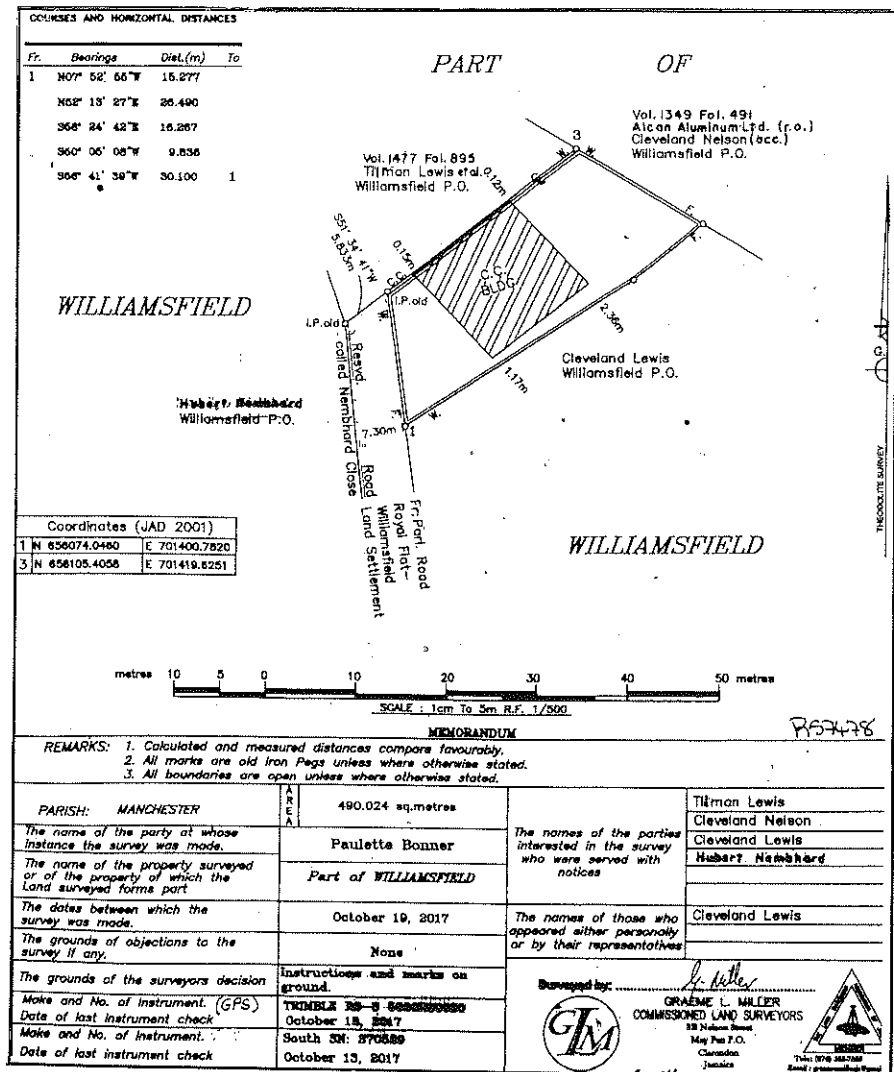 COURSES AND HORIZONTAL DISTANCES
Fr. Bearings Dist.(m) To
1 N07° 52' 55"W 15.277
N52° 13' 27"E 26.490
S58° 24' 42"E 16.267
S50° 05' 08"W 9.836
S56° 41' 39"W 30.100 1
PART OF
Vol. 1349 Fol. 491
Alcan Aluminum Ltd. (r.o.)
Cleveland Nelson (occ.)
Williamsfield P.O.
3
W.
W.
Vol. 1477 Fol. 895
Tilman Lewis et al.
Williamsfield P.O.
0.12m
G.
F.
F.
S51° 34' 41"W
5.833m
0.15m
G.
G.
C. C. G.
BLDG
WILLIAMSFIELD
I.P. old
I.P. old
W.
2.36m
Cleveland Lewis
Williamsfield P.O.
1.17m
Hubert Nembhard
Williamsfield P.O.
Resvd. Road
called Nembhard Close
F.
W.
7.30m
1
Fr. Parl. Road
Royal Flat-
Williamsfield
Land Settlement
G.
THEODOLITE SURVEY
Coordinates (JAD 2001)
1 N 656074.0460 E 701400.7820
3 N 656105.4058 E 701419.6251
WILLIAMSFIELD
metres 10 5 0 10 20 30 40 50 metres
SCALE : 1cm To 5m R.F. 1/500
MEMORANDUM
REMARKS: 1. Calculated and measured distances compare favourably.
2. All marks are old Iron Pegs unless where otherwise stated.
3. All boundaries are open unless where otherwise stated.
PARISH: MANCHESTER
AREA
490.024 sq.metres
The name of the party at whose
instance the survey was made.
Paulette Bonner
The name of the property surveyed
or of the property of which the
Land surveyed forms part
Part of WILLIAMSFIELD
The dates between which the
survey was made.
October 19, 2017
The grounds of objections to the
survey if any.
None
The grounds of the surveyors decision
Instructions and marks on
ground.
Make and No. of Instrument. (GPS)
Date of last instrument check
TRIMBLE
October 13, 2017
Make and No. of Instrument.
South SN: 370589
Date of last instrument check
October 13, 2017
The names of the parties
interested in the survey
who were served with
notices
Tilman Lewis
Cleveland Nelson
Cleveland Lewis
Hubert Nembhard
The names of those who
appeared either personally
or by their representatives
Cleveland Lewis
Surveyed by:
G. Miller
GLM
GRAEME L. MILLER
COMMISSIONED LAND SURVEYORS
Nelson Street
May Pen P.O.
Clarendon
Jamaica